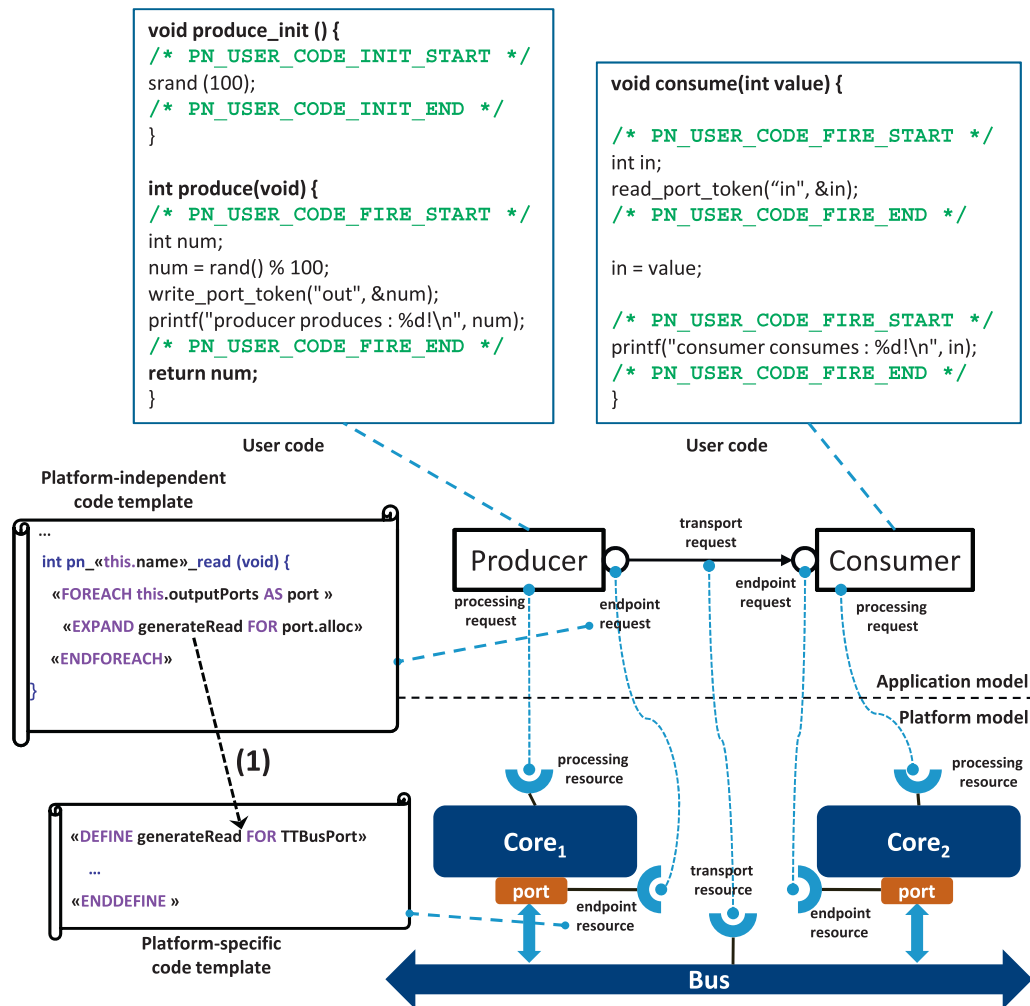 void produce_init () {
/* PN_USER_CODE_INIT_START */
srand (100);
/* PN_USER_CODE_INIT_END */
}
int produce(void) {
/* PN_USER_CODE_FIRE_START */
int num;
num = rand() % 100;
write_port_token("out", &num);
printf("producer produces : %d!\n", num);
/* PN_USER_CODE_FIRE_END */
return num;
}
void consume(int value) {
/* PN_USER_CODE_FIRE_START */
int in;
read_port_token(“in", &in);
/* PN_USER_CODE_FIRE_END */
in = value;
/* PN_USER_CODE_FIRE_START */
printf("consumer consumes : %d!\n", in);
/* PN_USER_CODE_FIRE_END */
}
User code
User code
Platform-independent
code template
...
int pn_«this.name»_read (void) {
«FOREACH this.outputPorts AS port »
«EXPAND generateRead FOR port.alloc»
«ENDFOREACH»
}
Producer
transport
request
Consumer
processing
request
endpoint
request
endpoint
request
processing
request
Application model
Platform model
(1)
processing
resource
processing
resource
«DEFINE generateRead FOR TTBusPort»
...
«ENDDEFINE »
Platform-specific
code template
Core1
Core2
port
port
transport
resource
endpoint
resource
endpoint
resource
Bus